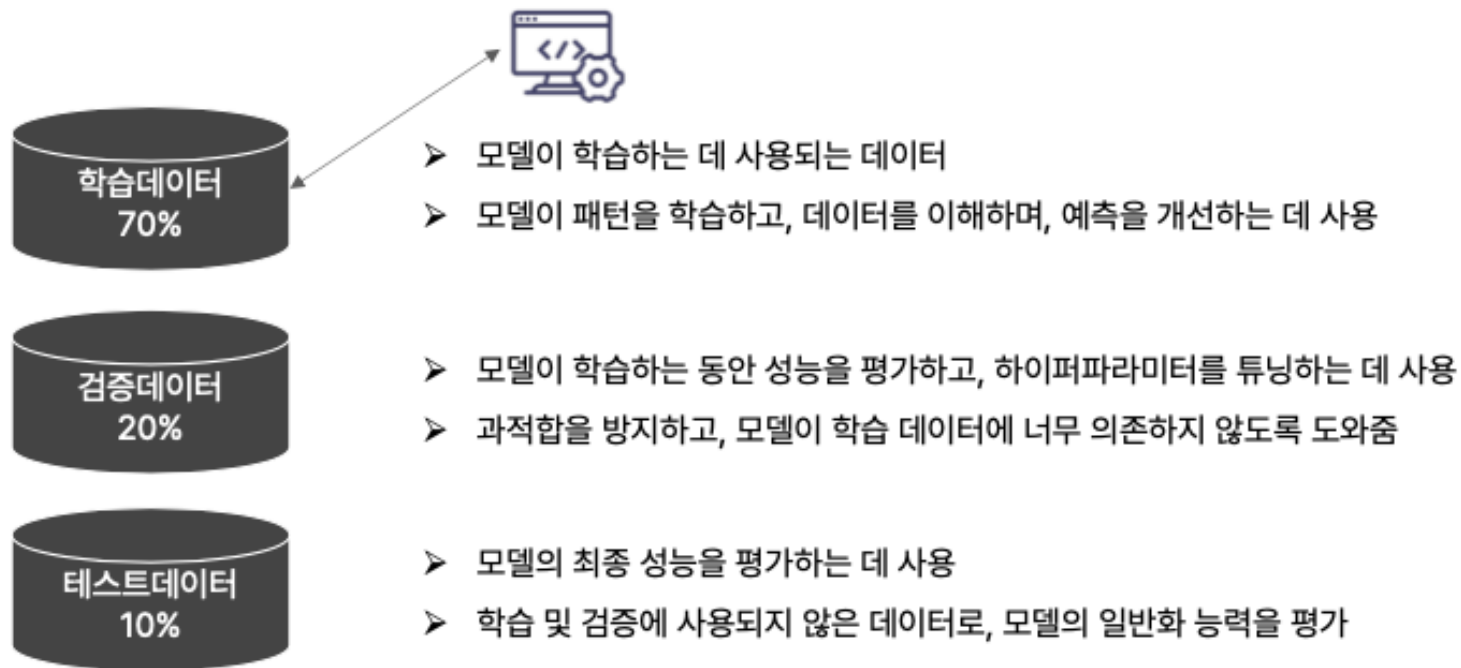 </>
학습데이터
70%
➤ 모델이 학습하는 데 사용되는 데이터
➤ 모델이 패턴을 학습하고, 데이터를 이해하며, 예측을 개선하는 데 사용
검증데이터
20%
➤ 모델이 학습하는 동안 성능을 평가하고, 하이퍼파라미터를 튜닝하는 데 사용
➤ 과적합을 방지하고, 모델이 학습 데이터에 너무 의존하지 않도록 도와줌
테스트데이터
10%
➤ 모델의 최종 성능을 평가하는 데 사용
➤ 학습 및 검증에 사용되지 않은 데이터로, 모델의 일반화 능력을 평가